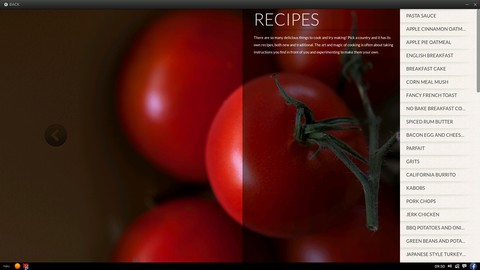 BACK
RECIPES
There are so many delicious things to cook and try making! Pick a country and it has its
own recipes, both new and traditional. The art and magic of cooking is often about taking
instructions you find in front of you and experimenting to make them your own.
PASTA SAUCE
APPLE CINNAMON OATM...
APPLE PIE OATMEAL
ENGLISH BREAKFAST
BREAKFAST CAKE
CORN MEAL MUSH
FANCY FRENCH TOAST
NO BAKE BREAKFAST CO...
SPICED RUM BUTTER
BACON EGG AND CHEES...
PARFAIT
GRITS
CALIFORNIA BURRITO
KABOBS
PORK CHOPS
JERK CHICKEN
BBQ POTATOES AND ONI...
GREEN BEANS AND POTA...
JAPANESE STYLE TURKEY...